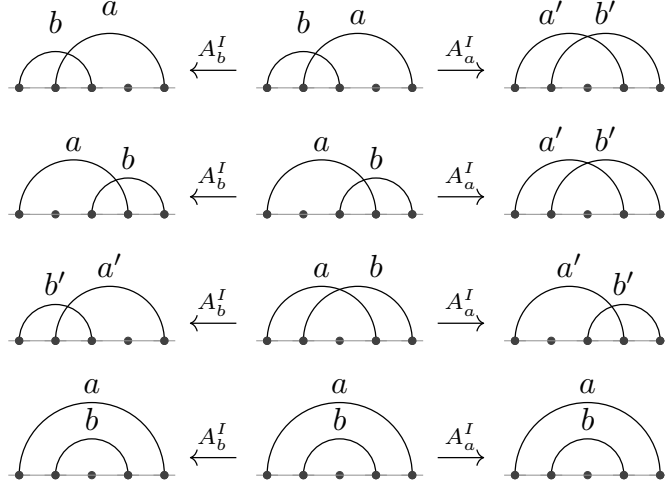 b a A_b^I b a A_a^I a′ b′
a b A_b^I a b A_a^I a′ b′
b′ a′ A_b^I a b A_a^I a′ b′
a b A_b^I a b A_a^I a b